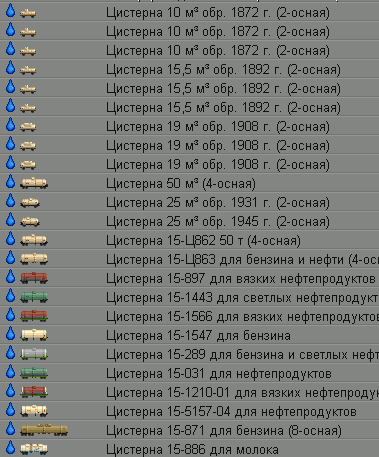 Цистерна 10 м³ обр. 1872 г. (2-осная)
Цистерна 10 м³ обр. 1872 г. (2-осная)
Цистерна 10 м³ обр. 1872 г. (2-осная)
Цистерна 15,5 м³ обр. 1892 г. (2-осная)
Цистерна 15,5 м³ обр. 1892 г. (2-осная)
Цистерна 15,5 м³ обр. 1892 г. (2-осная)
Цистерна 19 м³ обр. 1908 г. (2-осная)
Цистерна 19 м³ обр. 1908 г. (2-осная)
Цистерна 19 м³ обр. 1908 г. (2-осная)
Цистерна 50 м³ (4-осная)
Цистерна 25 м³ обр. 1931 г. (2-осная)
Цистерна 25 м³ обр. 1945 г. (2-осная)
Цистерна 15-Ц862 50 т (4-осная)
Цистерна 15-Ц863 для бензина и нефти (4-ос
Цистерна 15-897 для вязких нефтепродуктов
Цистерна 15-1443 для светлых нефтепродукт
Цистерна 15-1566 для вязких нефтепродукто
Цистерна 15-1547 для бензина
Цистерна 15-289 для бензина и светлых нефт
Цистерна 15-031 для нефтепродуктов
Цистерна 15-1210-01 для вязких нефтепродук
Цистерна 15-5157-04 для нефтепродуктов
Цистерна 15-871 для бензина (8-осная)
Цистерна 15-886 для молока